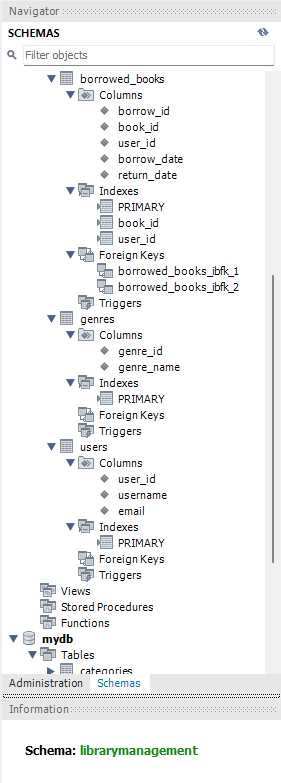 Navigator
SCHEMAS
Filter objects
borrowed_books
Columns
borrow_id
book_id
user_id
borrow_date
return_date
Indexes
PRIMARY
book_id
user_id
Foreign Keys
borrowed_books_ibfk_1
borrowed_books_ibfk_2
Triggers
genres
Columns
genre_id
genre_name
Indexes
PRIMARY
Foreign Keys
Triggers
users
Columns
user_id
username
email
Indexes
PRIMARY
Foreign Keys
Triggers
Views
Stored Procedures
Functions
mydb
Tables
categories
Administration Schemas
Information
Schema: librarymanagement